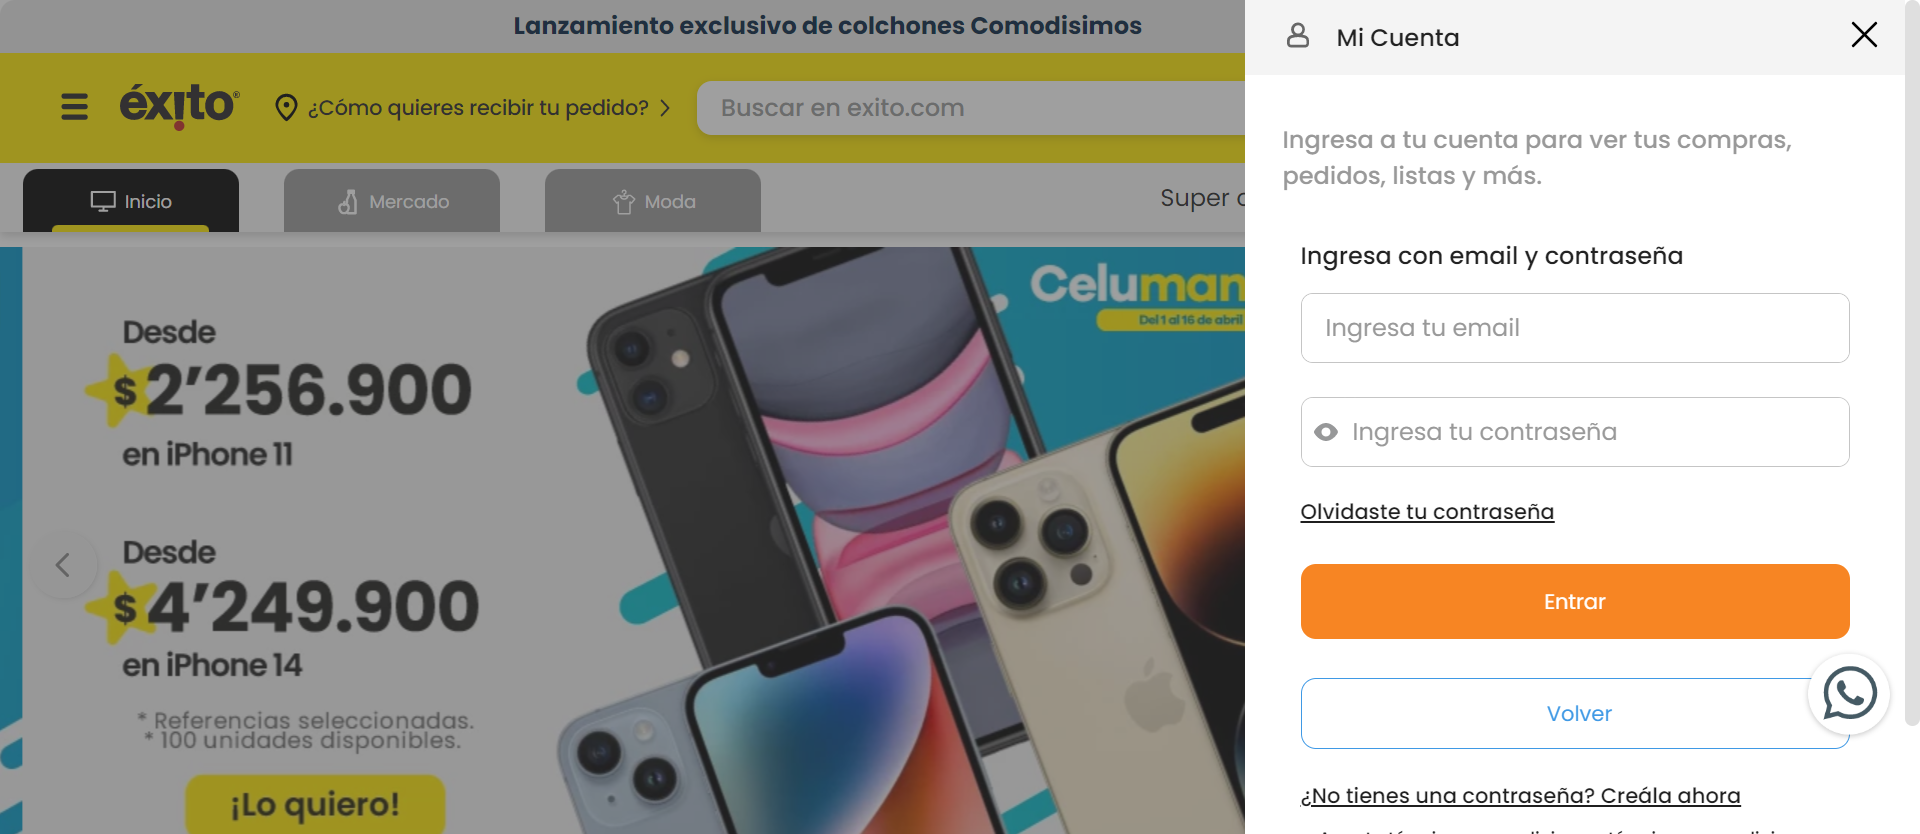 Lanzamiento exclusivo de colchones Comodisimos
éxito
¿Cómo quieres recibir tu pedido?
Buscar en exito.com
Inicio
Mercado
Moda
Super
Desde
$2'256.900
en iPhone 11
Desde
$4'249.900
en iPhone 14
* Referencias seleccionadas.
* 100 unidades disponibles.
¡Lo quiero!
Celuman
Del 1 al 16 de abril
Mi Cuenta
Ingresa a tu cuenta para ver tus compras,
pedidos, listas y más.
Ingresa con email y contraseña
Ingresa tu email
Ingresa tu contraseña
Olvidaste tu contraseña
Entrar
Volver
¿No tienes una contraseña? Creála ahora